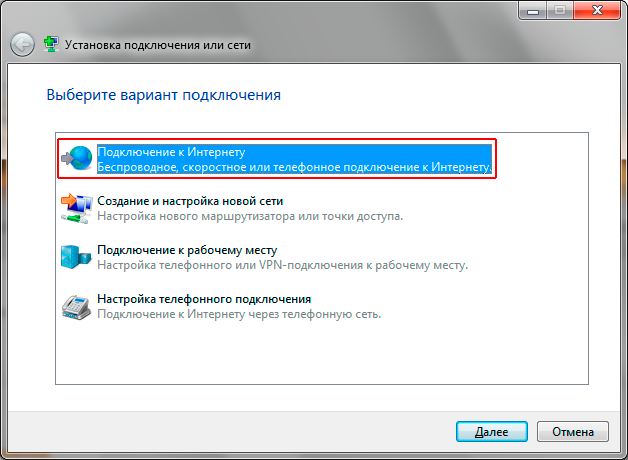 Установка подключения или сети
Выберите вариант подключения
Подключение к Интернету
Беспроводное, скоростное или телефонное подключение к Интернету.
Создание и настройка новой сети
Настройка нового маршрутизатора или точки доступа.
Подключение к рабочему месту
Настройка телефонного или VPN-подключения к рабочему месту.
Настройка телефонного подключения
Подключение к Интернету через телефонную сеть.
Далее
Отмена